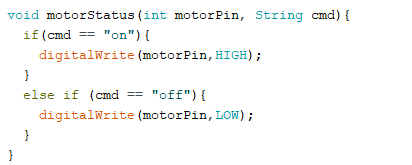 void motorStatus(int motorPin, String cmd){
  if(cmd == "on"){
    digitalWrite(motorPin,HIGH);
  }
  else if (cmd == "off"){
    digitalWrite(motorPin,LOW);
  }
}